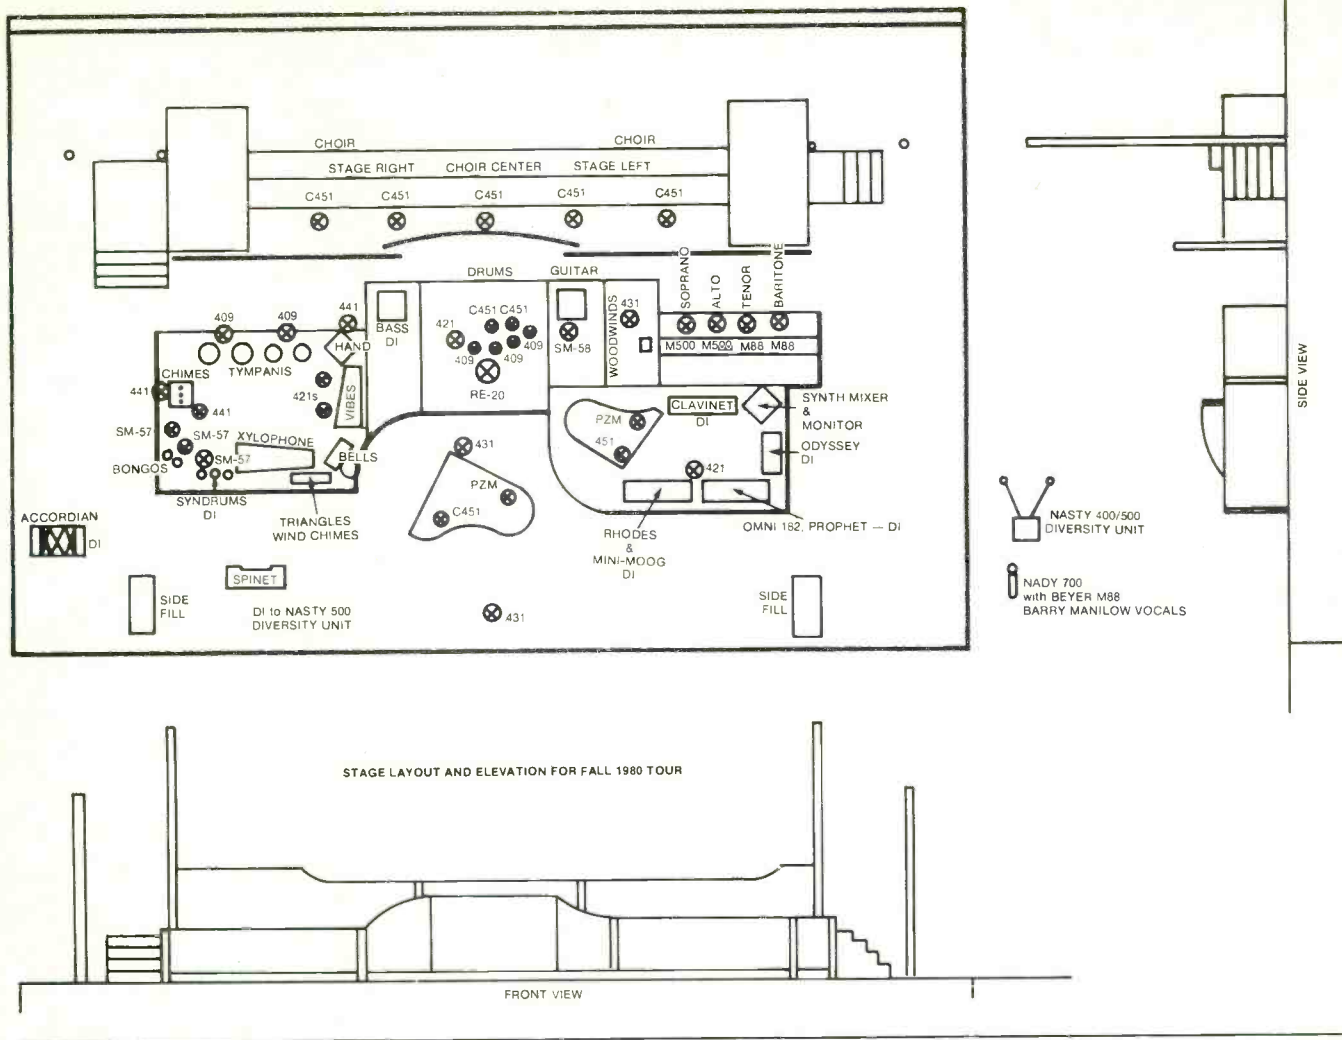 CHOIR CHOIR
STAGE RIGHT CHOIR CENTER STAGE LEFT
C451 C451 C451 C451 C451
DRUMS GUITAR
SOPRANO
ALTO
TENOR
BARITONE
409 409 441
BASS
DI
421
C451 C451
409 409 409
RE-20
SM-58
WOODWINDS
431
M500 M500 M88 M88
HAND
TYMPANIS
CHIMES
441
441
421s
VIBES
SM-57
SM-57
SM-57
XYLOPHONE
BELLS
BONGOS
SYNDRUMS
DI
TRIANGLES
WIND CHIMES
431
PZM
C451
PZM
451
CLAVINET
DI
SYNTH MIXER
&
MONITOR
ODYSSEY
DI
421
OMNI 182, PROPHET — DI
RHODES
&
MINI-MOOG
DI
ACCORDIAN
DI
SIDE
FILL
SPINET
DI to NASTY 500
DIVERSITY UNIT
431
SIDE
FILL
NASTY 400/500
DIVERSITY UNIT
NADY 700
with BEYER M88
BARRY MANILOW VOCALS
SIDE VIEW
STAGE LAYOUT AND ELEVATION FOR FALL 1980 TOUR
FRONT VIEW